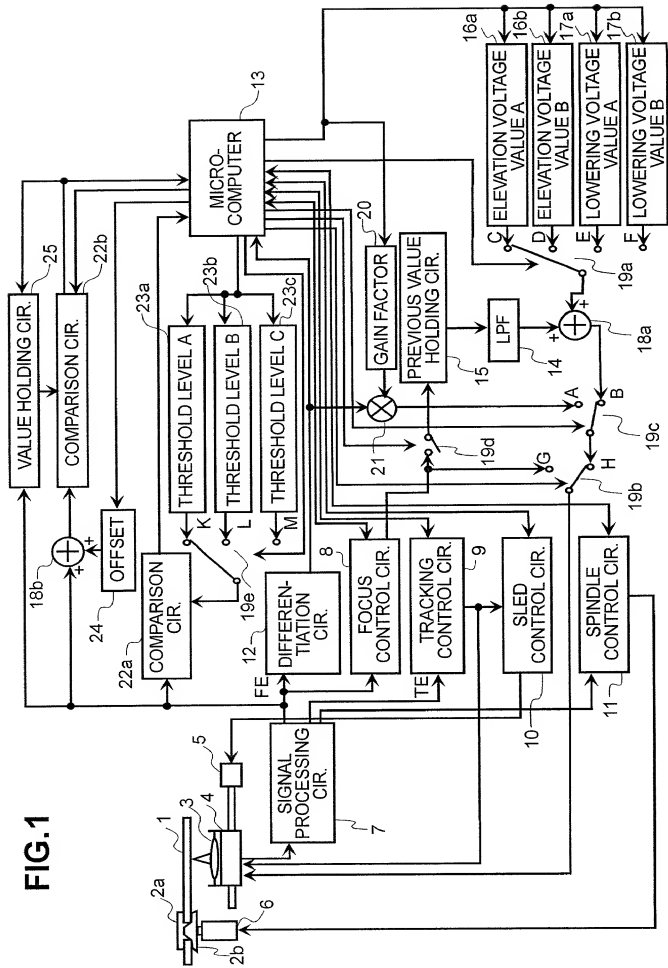 FIG.1
1
2a
2b
3
4
5
6
SIGNAL
PROCESSING
CIR.
7
FE
TE
VALUE HOLDING CIR.
25
COMPARISON CIR.
22b
18b
+
+
OFFSET
24
COMPARISON
CIR.
22a
THRESHOLD LEVEL A
23a
THRESHOLD LEVEL B
23b
THRESHOLD LEVEL C
23c
K
L
M
19e
DIFFEREN-
TIATION
CIR.
12
FOCUS
CONTROL CIR.
8
TRACKING
CONTROL CIR.
9
SLED
CONTROL CIR.
10
SPINDLE
CONTROL CIR.
11
MICRO-
COMPUTER
13
GAIN FACTOR
20
21
PREVIOUS VALUE
HOLDING CIR.
15
LPF
14
19d
G
H
19b
A
B
19c
18a
+
+
19a
C
D
E
F
ELEVATION VOLTAGE
VALUE A
16a
ELEVATION VOLTAGE
VALUE B
16b
LOWERING VOLTAGE
VALUE A
17a
LOWERING VOLTAGE
VALUE B
17b